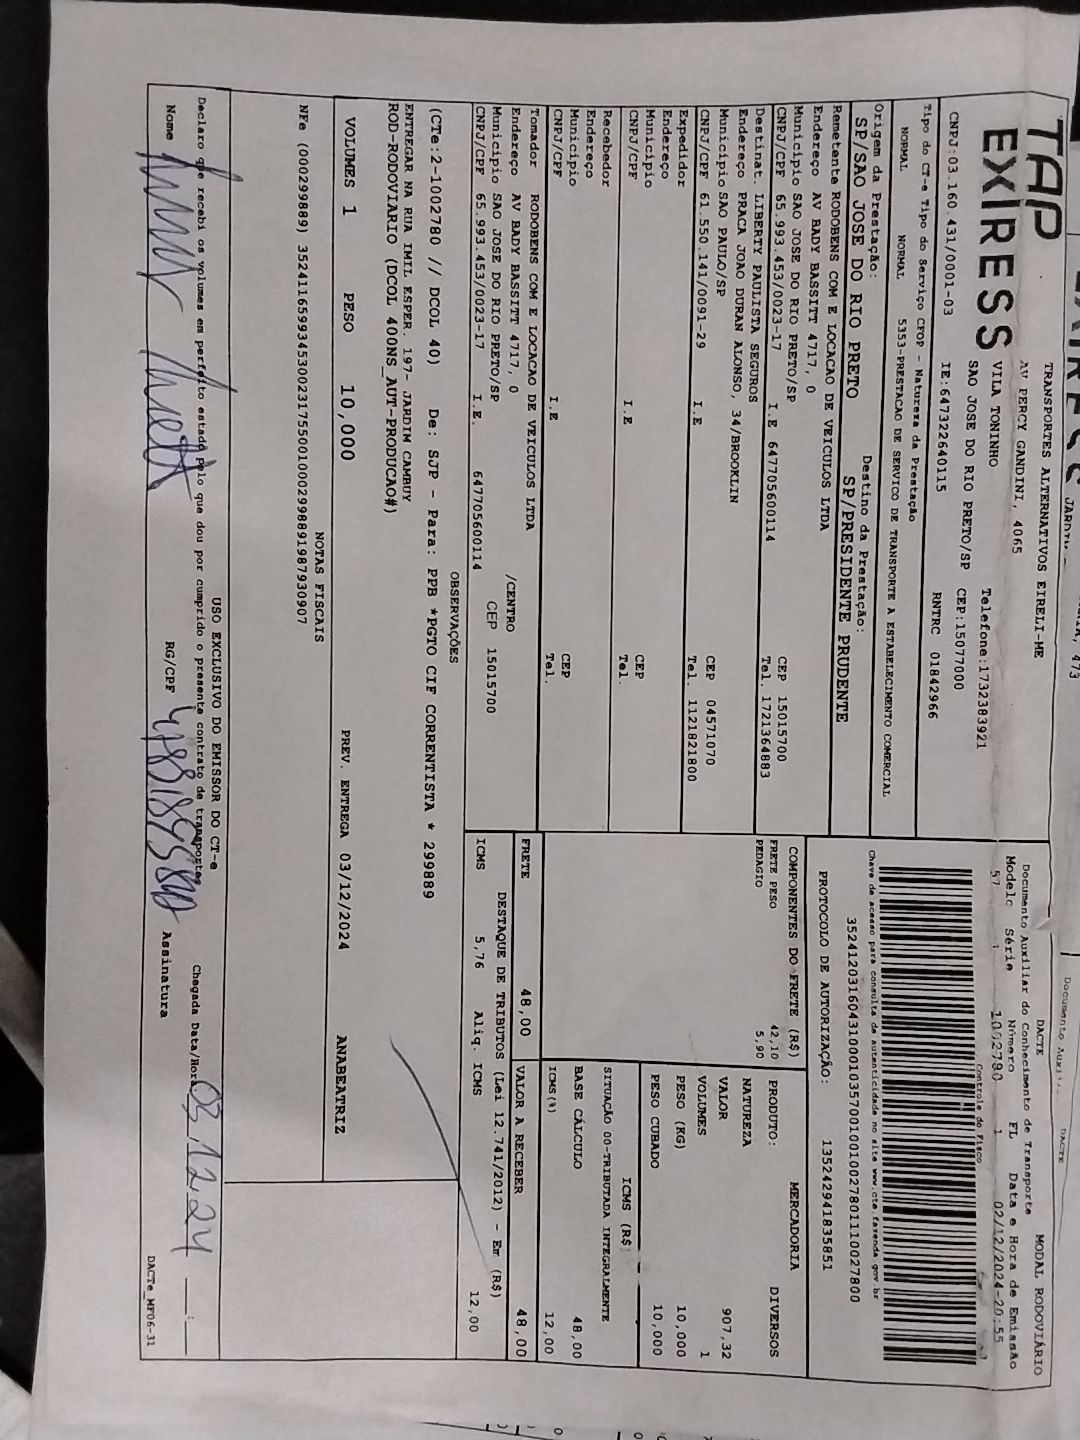 TAP
EXIRESS
TRANSPORTES ALTERNATIVOS EIRELI-ME
AV PERCY GANDINI, 4065
VILA TONINHO Telefone:1732383921
SAO JOSE DO RIO PRETO/SP CEP:15077000
CNPJ:03.160.431/0001-03 IE:647322640115 RNTRC 01842966
DACTE MODAL RODOVIÁRIO
Documento Auxiliar do Conhecimento de Transporte
Modelo Série Número FL Data e Hora de Emissão
57 1 1002780 1 02/12/2024-20:55
Controle do Fisco
Tipo do CT-e Tipo do Serviço CFOP - Natureza da Prestação
NORMAL NORMAL 5353-PRESTACAO DE SERVICO DE TRANSPORTE A ESTABELECIMENTO COMERCIAL
Chave de acesso para consulta de autenticidade no site www.cte.fazenda.gov.br
35241203160431000103570010010027801110027800
PROTOCOLO DE AUTORIZAÇÃO: 135242941835851
Origem da Prestação: Destino da Prestação:
SP/SAO JOSE DO RIO PRETO SP/PRESIDENTE PRUDENTE
Remetente RODOBENS COM E LOCACAO DE VEICULOS LTDA
Endereço AV BADY BASSITT 4717, 0
Município SAO JOSE DO RIO PRETO/SP CEP 15015700
CNPJ/CPF 65.993.453/0023-17 I.E 647705600114 Tel. 1721364883
Destinat. LIBERTY PAULISTA SEGUROS
Endereço PRACA JOAO DURAN ALONSO, 34/BROOKLIN
Município SAO PAULO/SP CEP 04571070
CNPJ/CPF 61.550.141/0091-29 I.E Tel. 1121821800
Expedidor
Endereço
Município CEP
CNPJ/CPF I.E Tel.
Recebedor
Endereço
Município CEP
CNPJ/CPF I.E Tel.
Tomador RODOBENS COM E LOCACAO DE VEICULOS LTDA
Endereço AV BADY BASSITT 4717, 0 /CENTRO
Município SAO JOSE DO RIO PRETO/SP CEP 15015700
CNPJ/CPF 65.993.453/0023-17 I.E. 647705600114
COMPONENTES DO FRETE (R$)
FRETE PESO 42,10
PEDAGIO 5,90
MERCADORIA
PRODUTO: DIVERSOS
NATUREZA
VALOR 907,32
VOLUMES 1
PESO (KG) 10,000
PESO CUBADO 10,000
ICMS (R$)
SITUAÇÃO 00-TRIBUTADA INTEGRALMENTE
BASE CÁLCULO 48,00
ICMS(%) 12,00
FRETE 48,00 VALOR A RECEBER 48,00
DESTAQUE DE TRIBUTOS (Lei 12.741/2012) - Em (R$)
ICMS 5,76 Aliq. ICMS 12,00
OBSERVAÇÕES
(CTe:2-1002780 // DCOL 40) De: SJP - Para: PPB *PGTO CIF CORRENTISTA * 299889
ENTREGAR NA RUA IMIL ESPER. 197- JARDIM CAMBUY
ROD-RODOVIARIO (DCOL 400NS_AUT-PRODUCAO#)
VOLUMES 1 PESO 10,000 PREV. ENTREGA 03/12/2024 ANABEATRIZ
NOTAS FISCAIS
NFe (000299889) 35241165993453002317550010002998891987930907
USO EXCLUSIVO DO EMISSOR DO CT-e
Declaro que recebi os volumes em perfeito estado pelo que dou por cumprido o presente contrato de transporte
Chegada Data/Hora 03.12.24 __:__
Nome RG/CPF Assinatura
DACTe_MF06-31